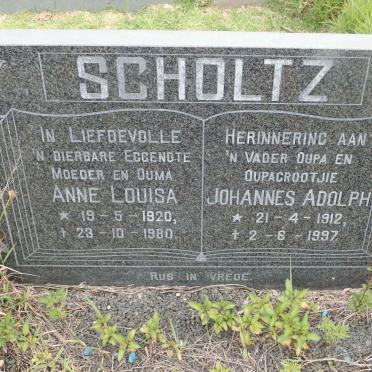 SCHOLTZ
IN LIEFDEVOLLE
'N DIERBARE EGGENOTE
MOEDER EN OUMA
ANNE LOUISA
★ 19-5-1920,
✝ 23-10-1980.
HERINNERING AAN
'N VADER OUPA EN
OUPAGROOTJIE
JOHANNES ADOLPH
★ 21-4-1912,
✝ 2-6-1997.
RUS IN VREDE.